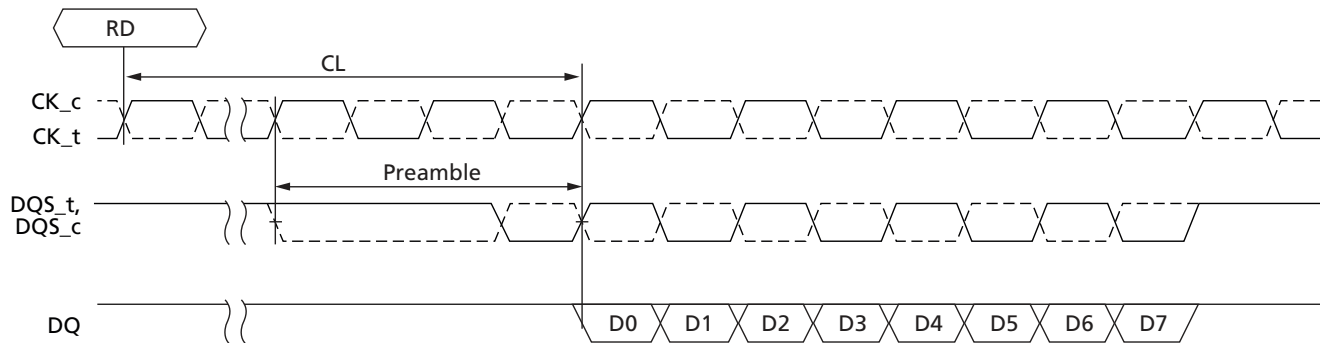 RD
CL
CK_c
CK_t
Preamble
DQS_t,
DQS_c
DQ
D0 D1 D2 D3 D4 D5 D6 D7